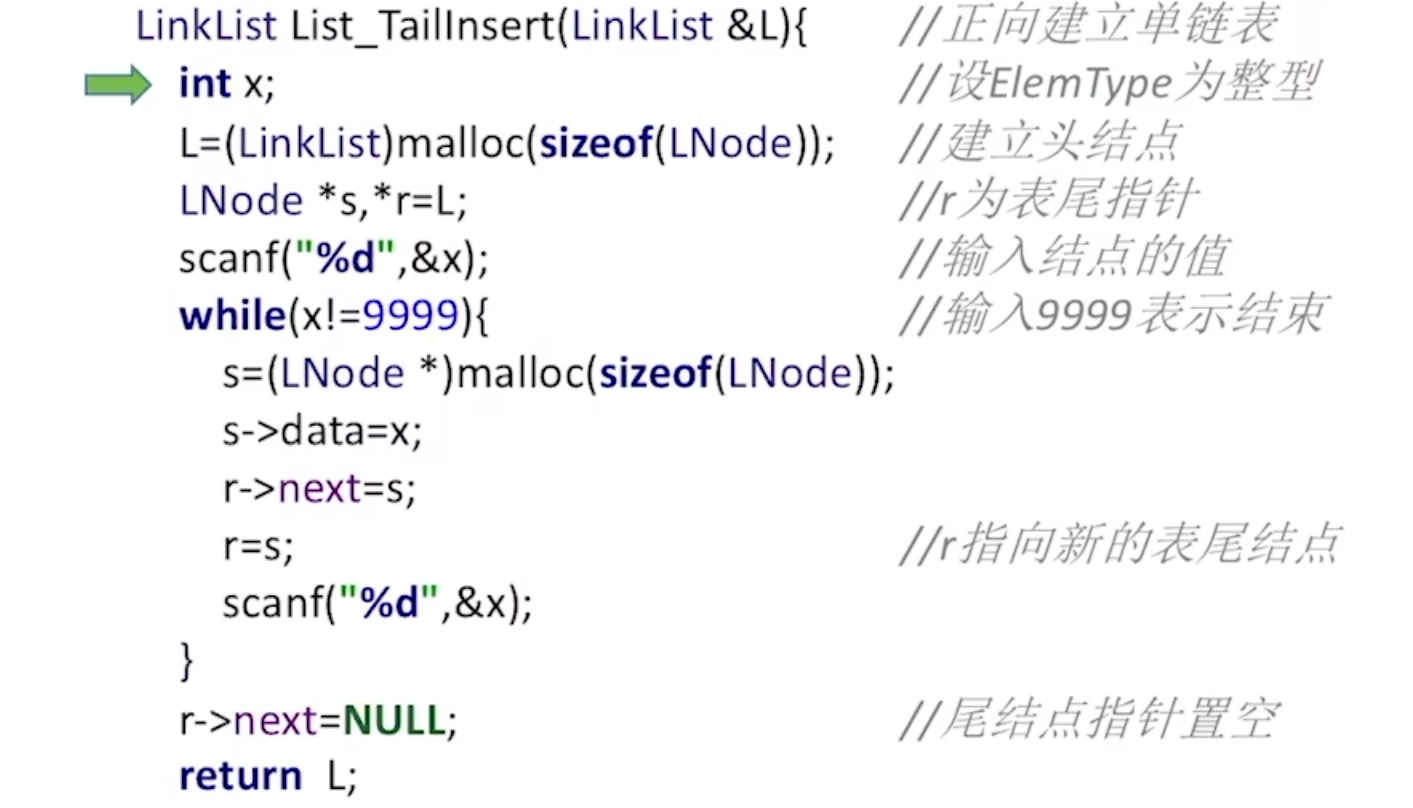 LinkList List_TailInsert(LinkList &L){ //正向建立单链表
int x; //设ElemType为整型
L=(LinkList)malloc(sizeof(LNode)); //建立头结点
LNode *s,*r=L; //r为表尾指针
scanf("%d",&x); //输入结点的值
while(x!=9999){ //输入9999表示结束
s=(LNode *)malloc(sizeof(LNode));
s->data=x;
r->next=s;
r=s; //r指向新的表尾结点
scanf("%d",&x);
}
r->next=NULL; //尾结点指针置空
return L;